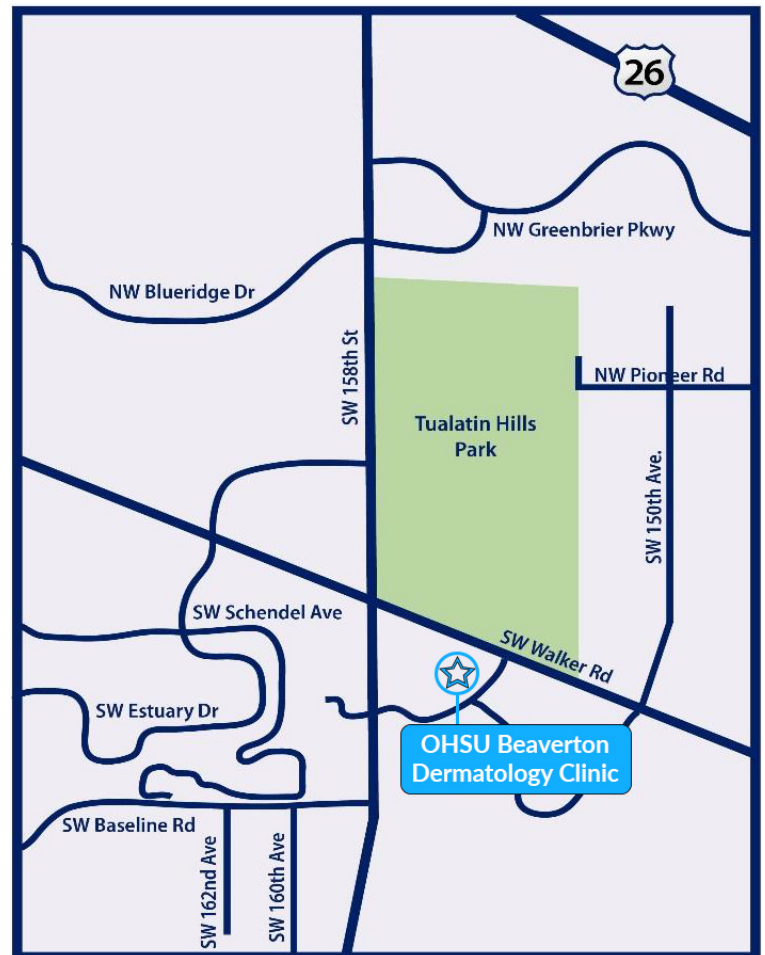 26
NW Greenbrier Pkwy
NW Blueridge Dr
SW 158th St
NW Pioneer Rd
Tualatin Hills
Park
SW 150th Ave.
SW Schendel Ave
SW Walker Rd
SW Estuary Dr
OHSU Beaverton
Dermatology Clinic
SW Baseline Rd
SW 162nd Ave
SW 160th Ave